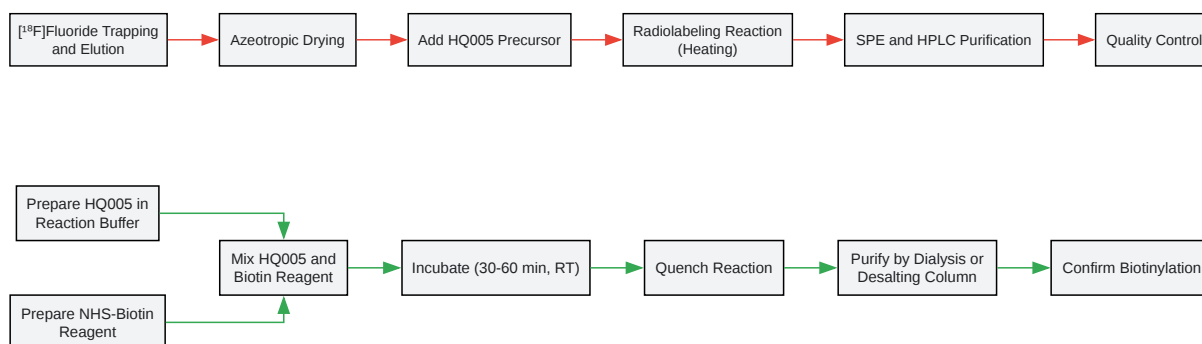 [¹⁸F]Fluoride Trapping
and Elution
Azeotropic Drying
Add HQ005 Precursor
Radiolabeling Reaction
(Heating)
SPE and HPLC Purification
Quality Control
Prepare HQ005 in
Reaction Buffer
Prepare NHS-Biotin
Reagent
Mix HQ005 and
Biotin Reagent
Incubate (30-60 min, RT)
Quench Reaction
Purify by Dialysis or
Desalting Column
Confirm Biotinylation